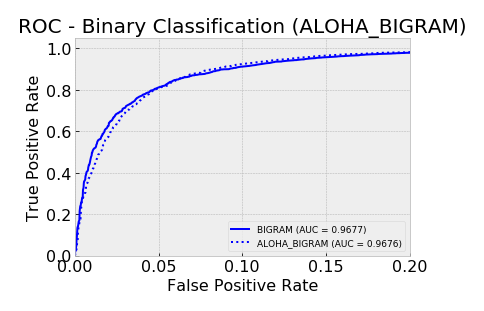 ROC - Binary Classification (ALOHA_BIGRAM)
1.0
0.8
0.6
0.4
0.2
0.0
True Positive Rate
BIGRAM (AUC = 0.9677)
ALOHA_BIGRAM (AUC = 0.9676)
0.00 0.05 0.10 0.15 0.20
False Positive Rate